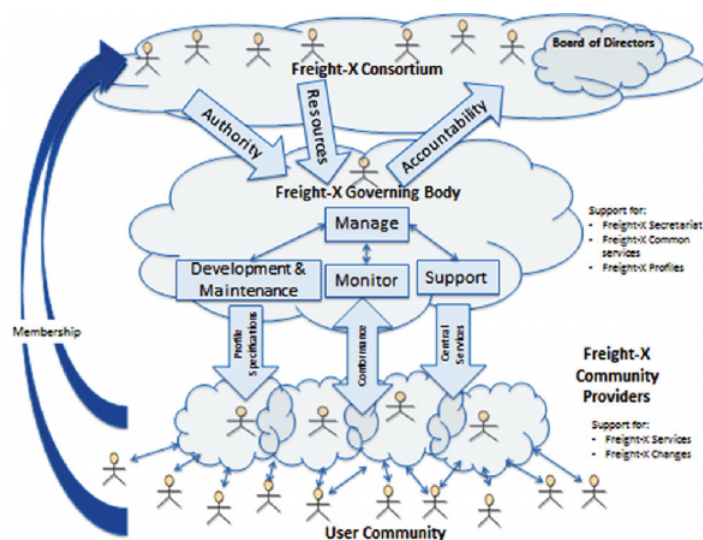 Board of Directors
Freight-X Consortium
Authority
Resources
Accountability
Freight-X Governing Body
Manage
Development &
Maintenance
Monitor
Support
Support for:
• Freight-X Secretariat
• Freight-X Common
services
• Freight-X Profiles
Membership
Profile
Specifications
Conformance
Central
Services
Freight-X
Community
Providers
Support for:
• Freight-X Services
• Freight-X Changes
User Community